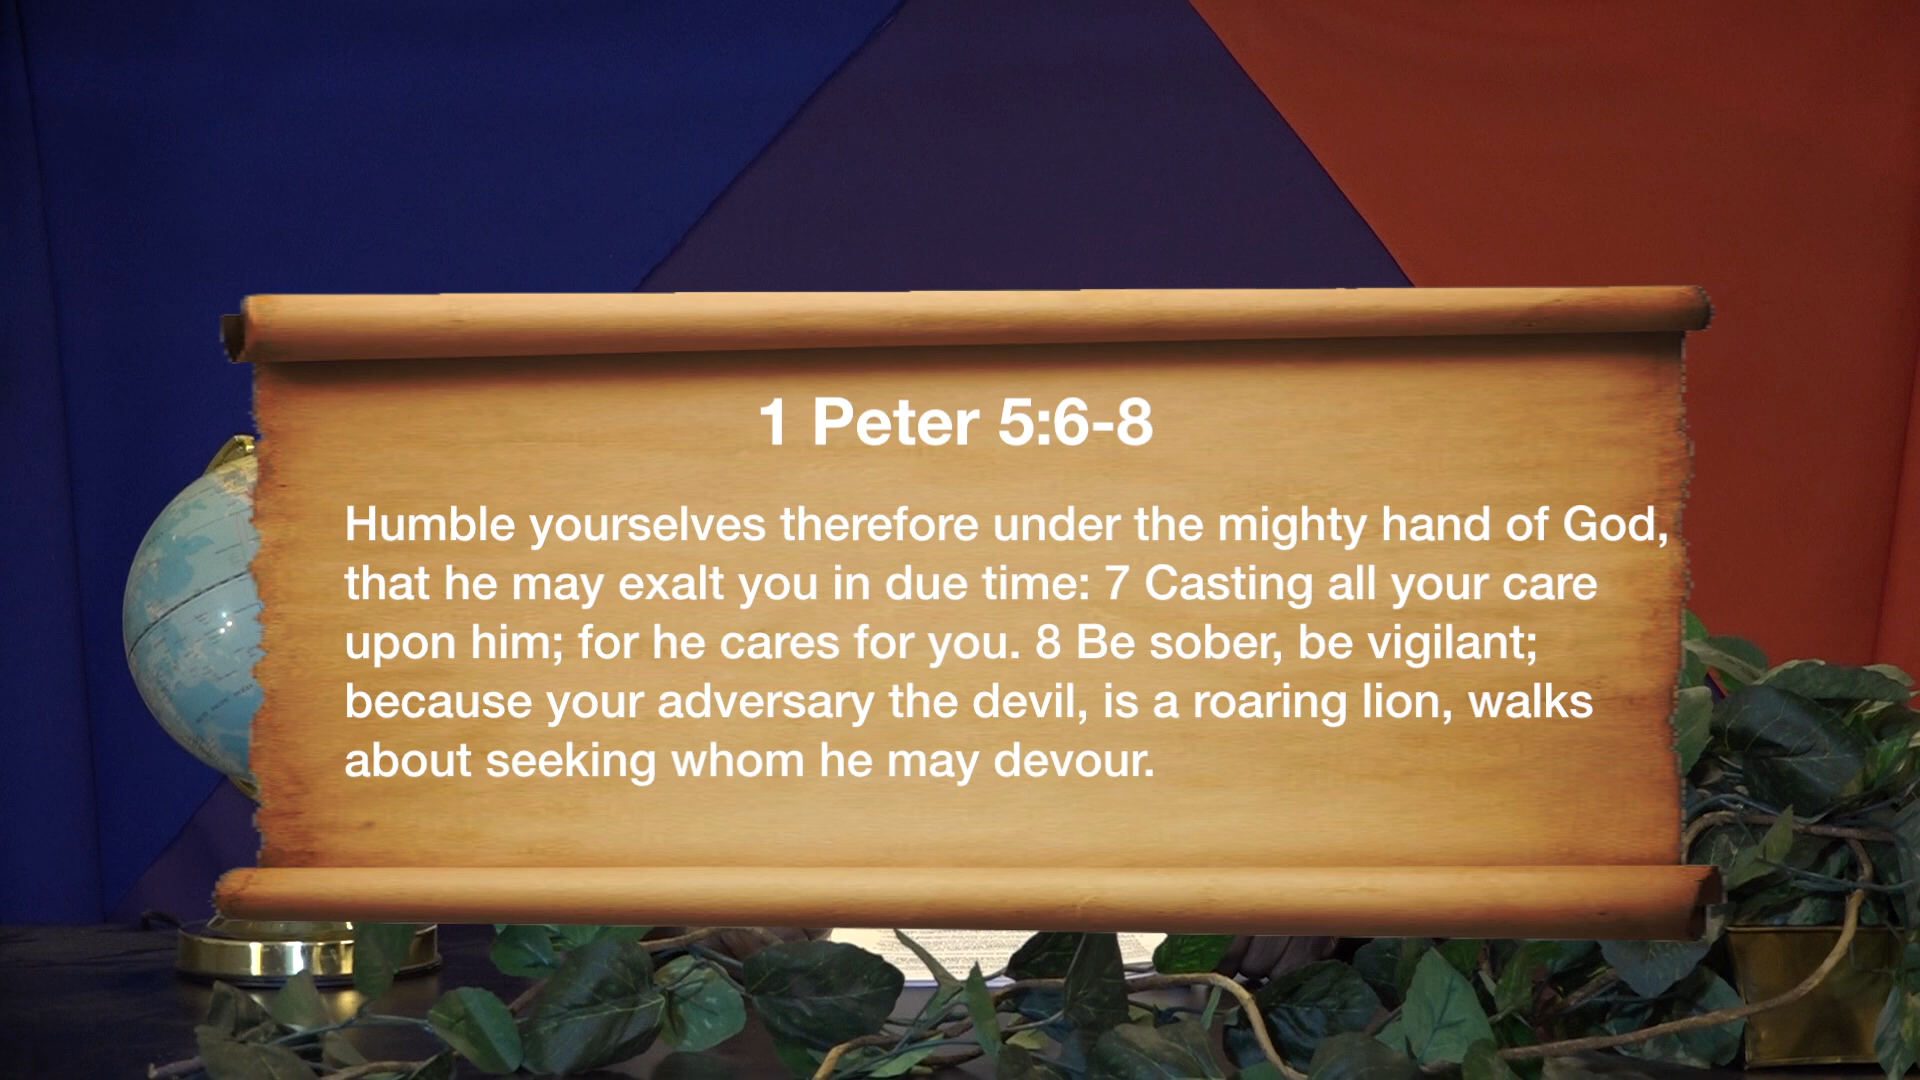 1 Peter 5:6-8
Humble yourselves therefore under the mighty hand of God,
that he may exalt you in due time: 7 Casting all your care
upon him; for he cares for you. 8 Be sober, be vigilant;
because your adversary the devil, is a roaring lion, walks
about seeking whom he may devour.